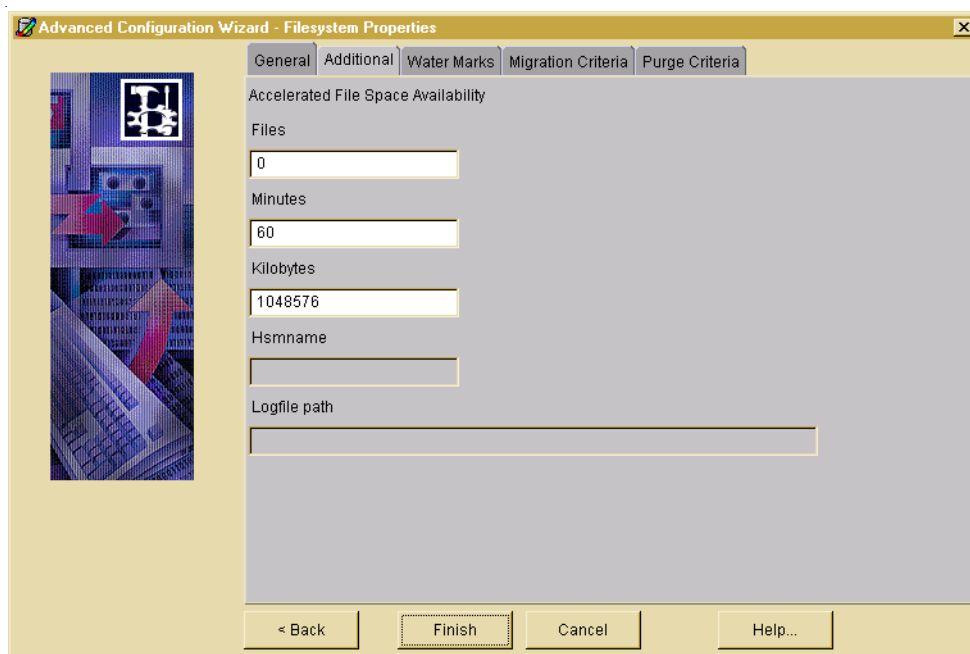 Advanced Configuration Wizard - Filesystem Properties
General Additional Water Marks Migration Criteria Purge Criteria
Accelerated File Space Availability
Files
0
Minutes
60
Kilobytes
1048576
Hsmname
Logfile path
< Back Finish Cancel Help...